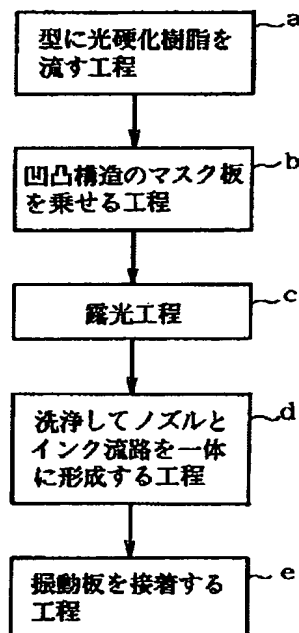 型に光硬化樹脂を
流す工程
a
凹凸構造のマスク板
を乗せる工程
b
露光工程
c
洗浄してノズルと
インク流路を一体
に形成する工程
d
振動板を接着する
工程
e